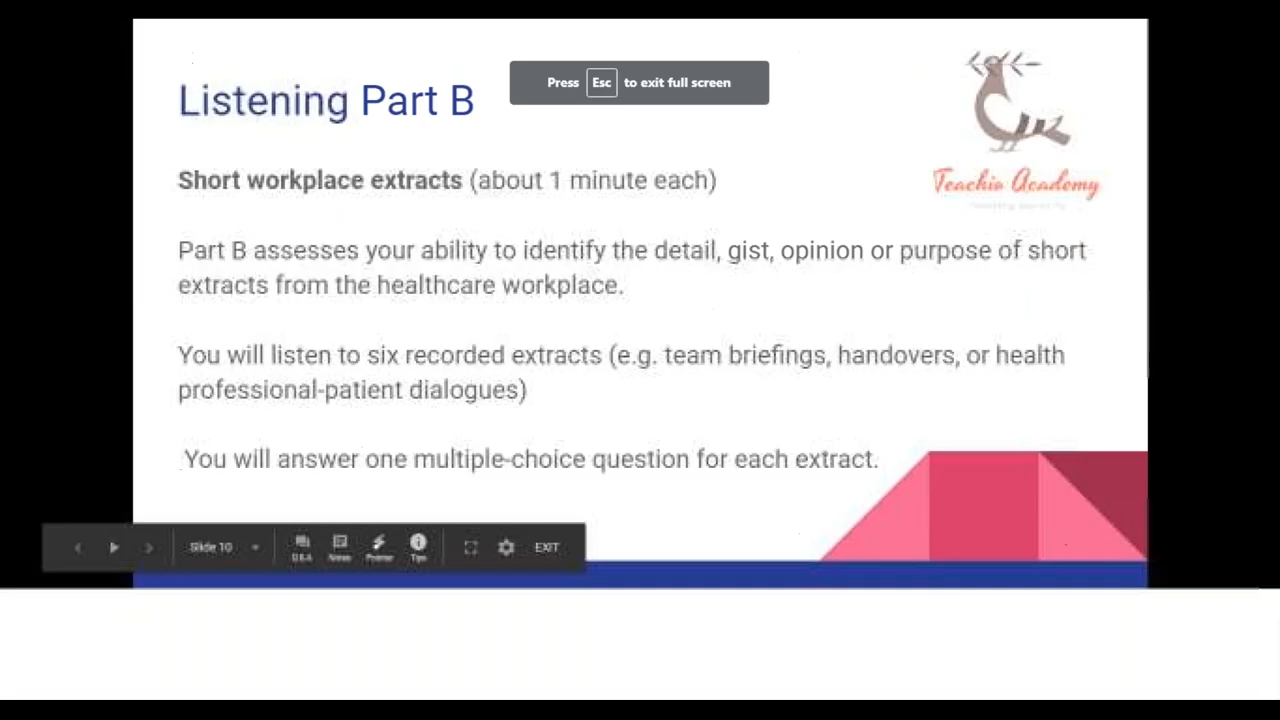 Press Esc to exit full screen
Listening Part B
Teachie Academy
Short workplace extracts (about 1 minute each)
Part B assesses your ability to identify the detail, gist, opinion or purpose of short
extracts from the healthcare workplace.
You will listen to six recorded extracts (e.g. team briefings, handovers, or health
professional-patient dialogues)
You will answer one multiple-choice question for each extract.
Slide 10 Q&A Notes Pointer Tips EXIT